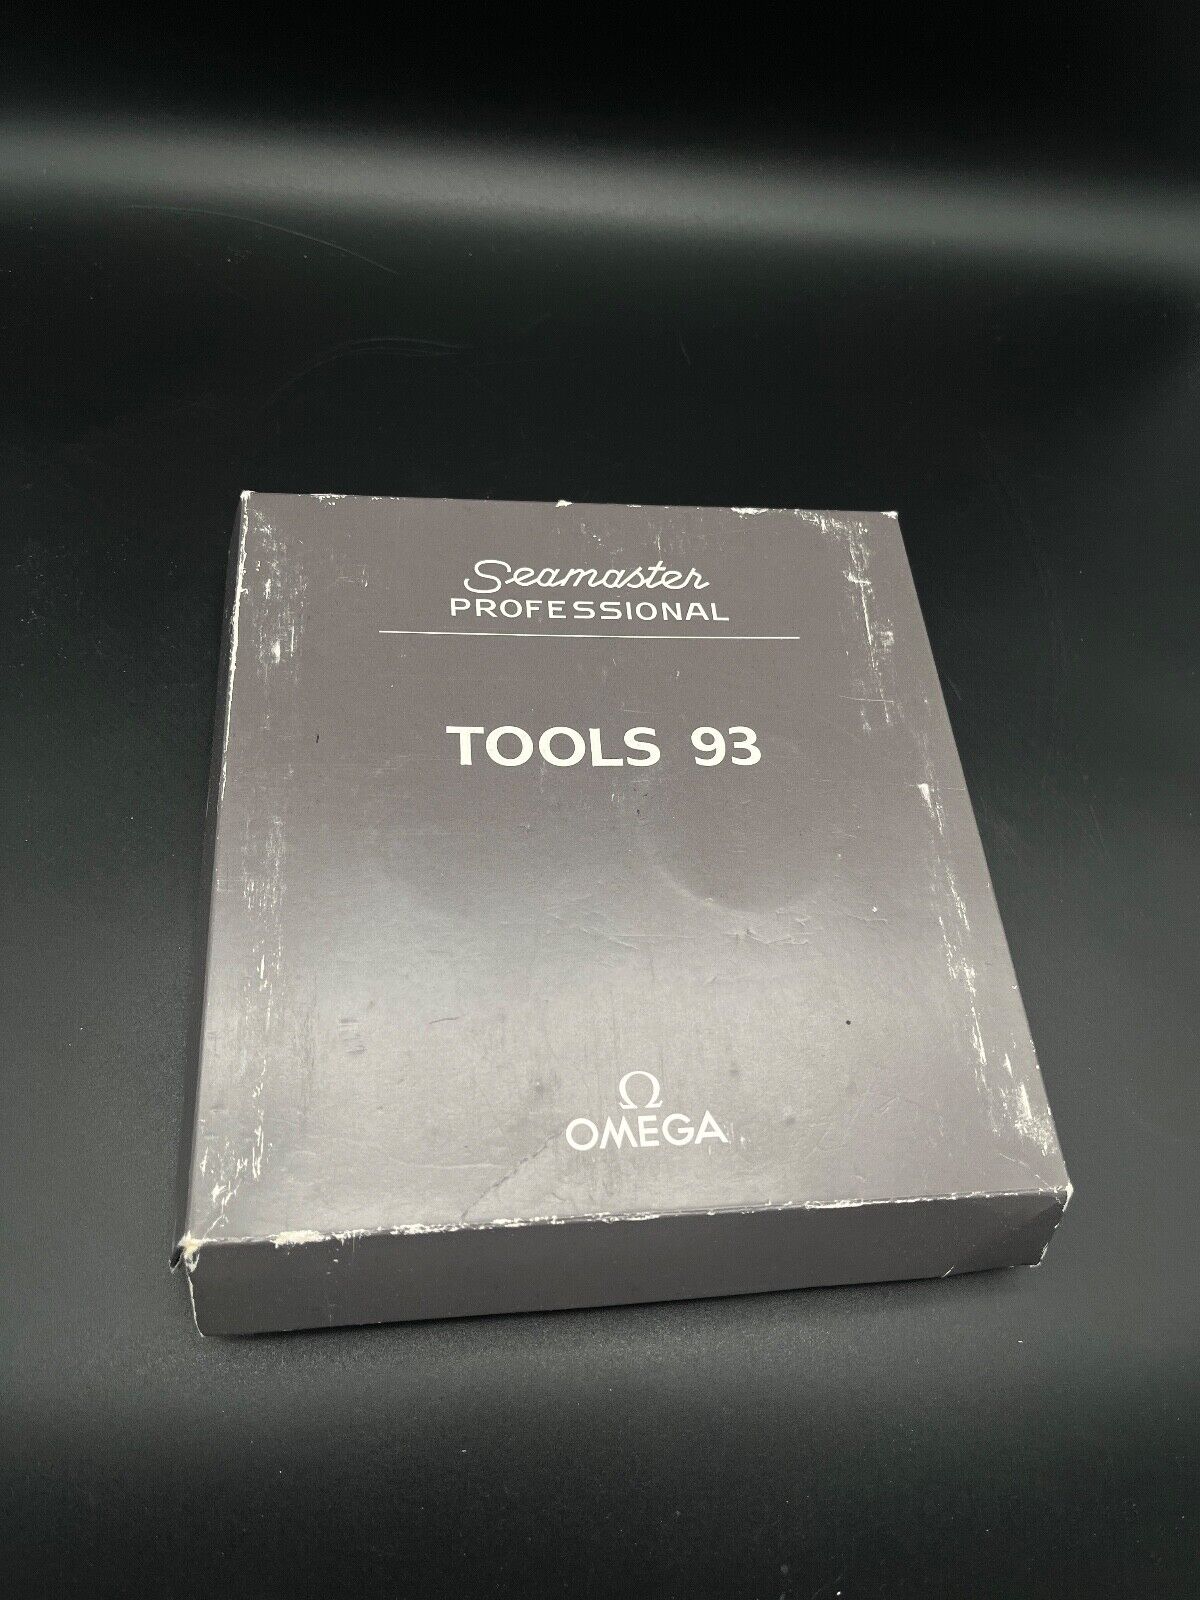 Seamaster
PROFESSIONAL
TOOLS 93
Ω
OMEGA